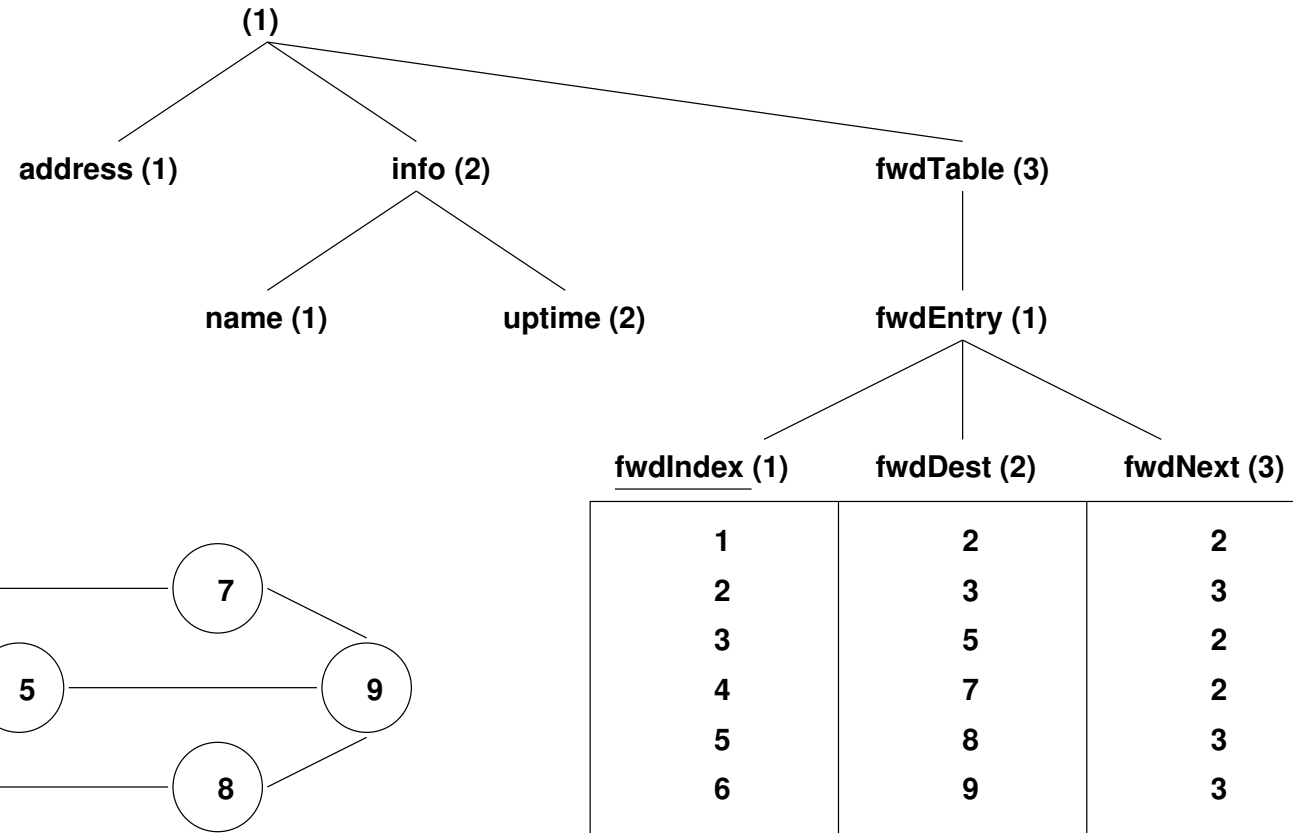 (1)
address (1) info (2) fwdTable (3)
name (1) uptime (2) fwdEntry (1)
fwdIndex (1) fwdDest (2) fwdNext (3)
1 2 2
2 3 3
3 5 2
4 7 2
5 8 3
6 9 3
7
5 9
8